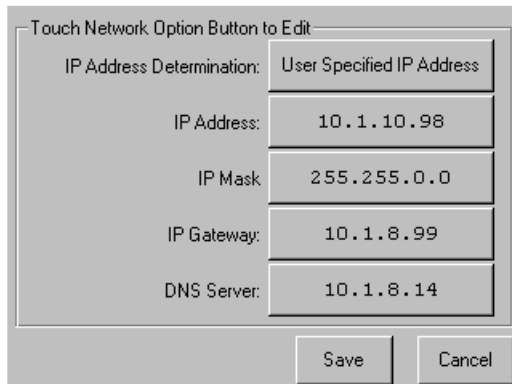 Touch Network Option Button to Edit
IP Address Determination: User Specified IP Address
IP Address: 10.1.10.98
IP Mask 255.255.0.0
IP Gateway: 10.1.8.99
DNS Server: 10.1.8.14
Save Cancel